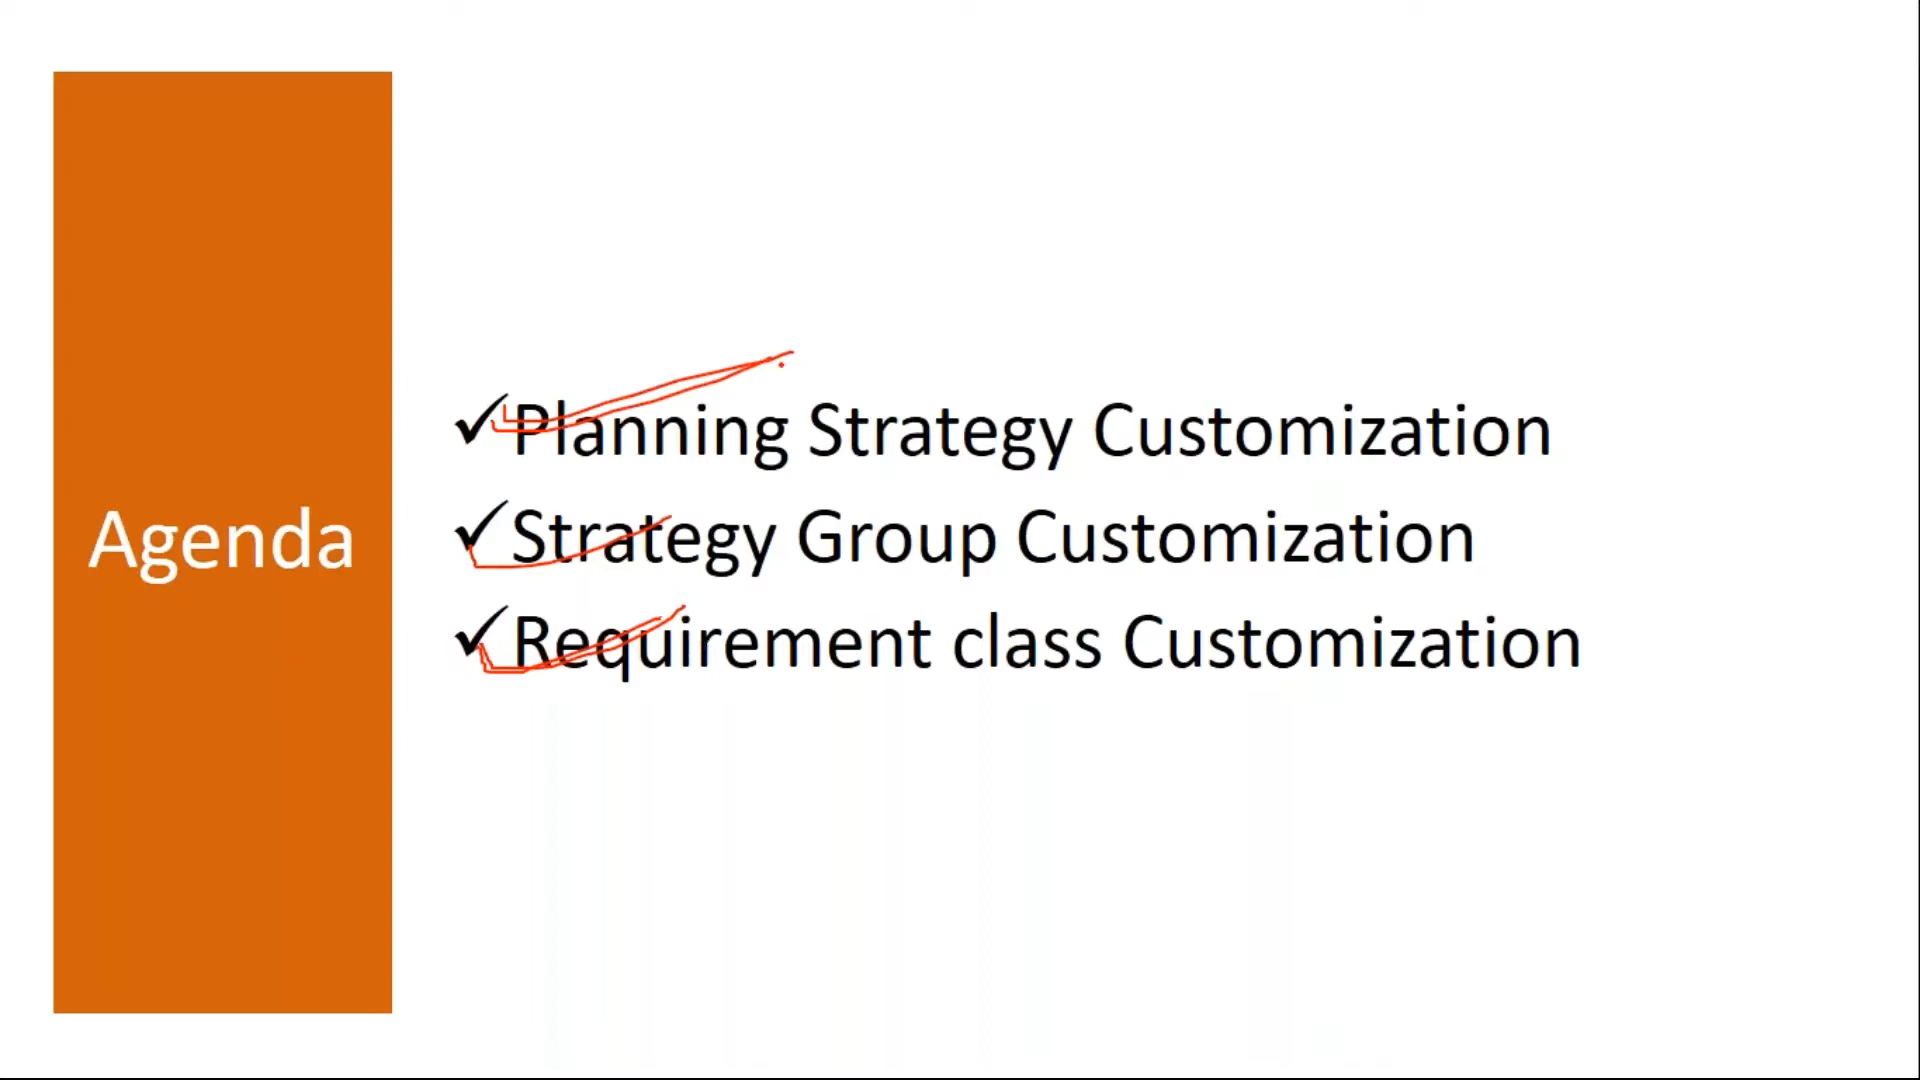 Agenda
✓Planning Strategy Customization
✓Strategy Group Customization
✓Requirement class Customization